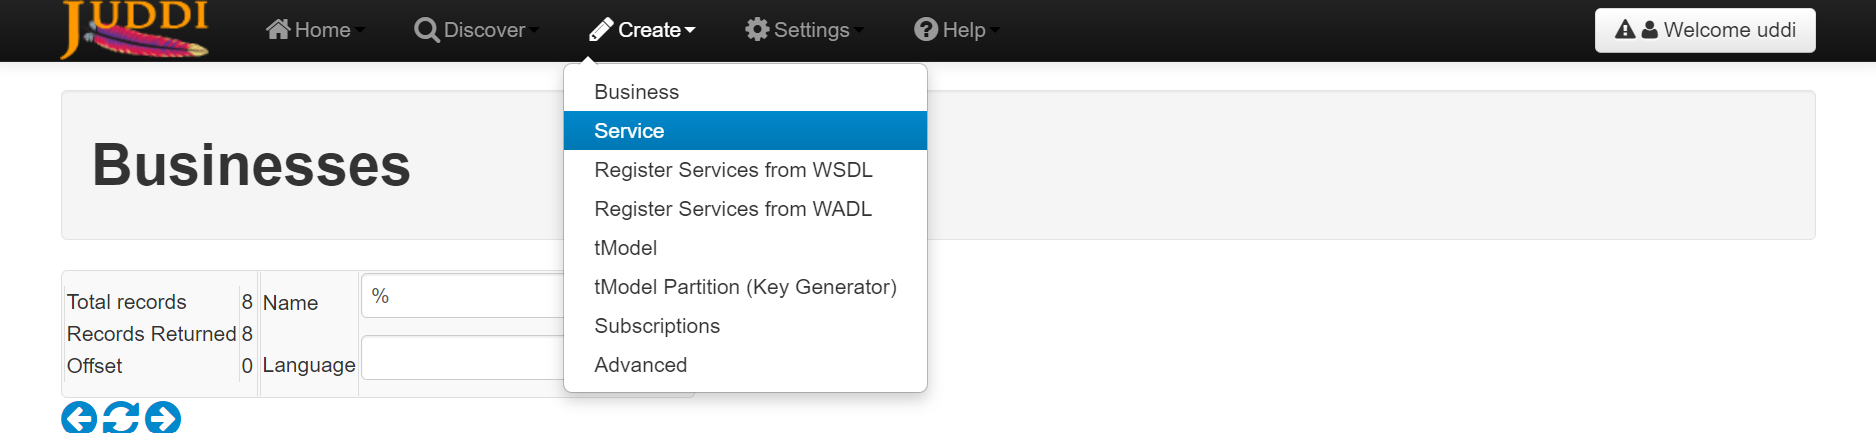 JUDDI Home Discover Create Settings Help Welcome uddi
Business
Service
Register Services from WSDL
Register Services from WADL
tModel
tModel Partition (Key Generator)
Subscriptions
Advanced
Businesses
Total records 8
Records Returned 8
Offset 0
Name %
Language